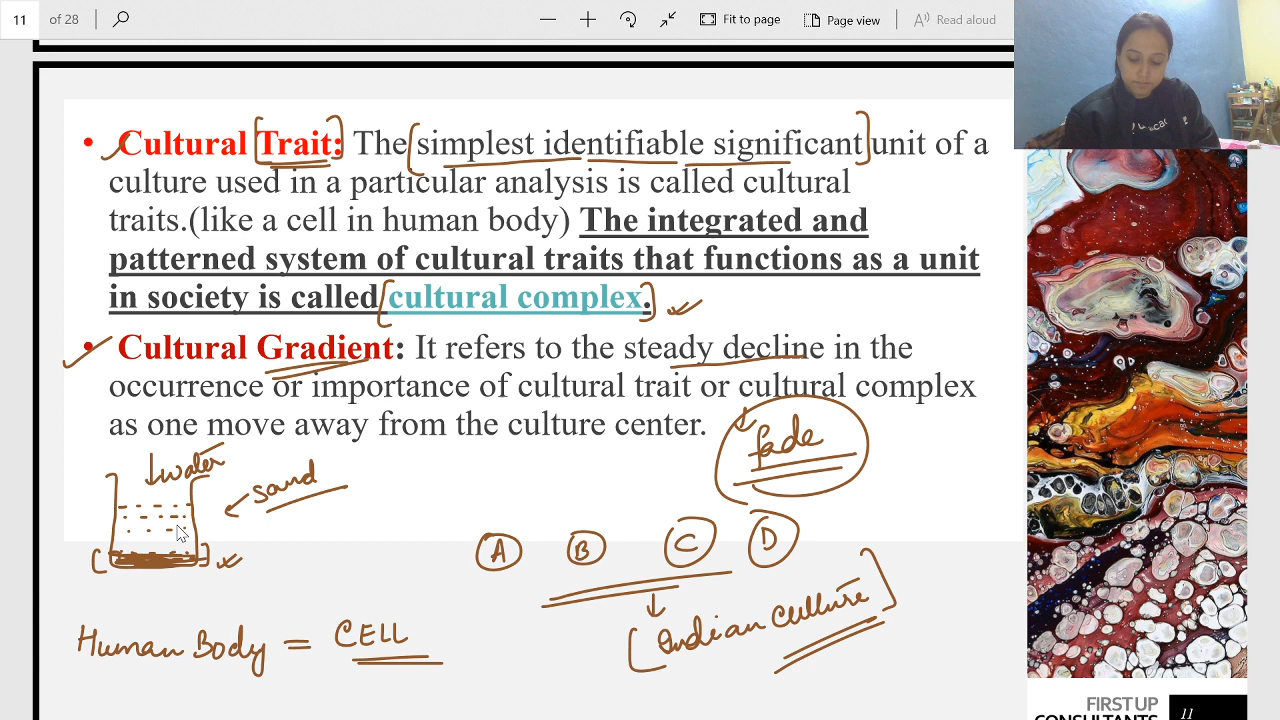 11 of 28 Fit to page Page view Read aloud
• Cultural Trait: The simplest identifiable significant unit of a
culture used in a particular analysis is called cultural
traits.(like a cell in human body) The integrated and
patterned system of cultural traits that functions as a unit
in society is called cultural complex.
• Cultural Gradient: It refers to the steady decline in the
occurrence or importance of cultural trait or cultural complex
as one move away from the culture center.
fade
water
sand
A B C D
Indian Culture
Human Body = CELL
FIRST UP
CONSULTANTS
11